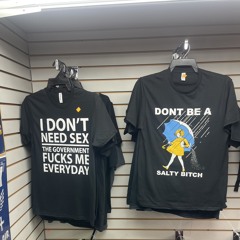 I DON'T
NEED SEX
THE GOVERNMENT
FUCKS ME
EVERYDAY
DONT BE A
SALTY BITCH